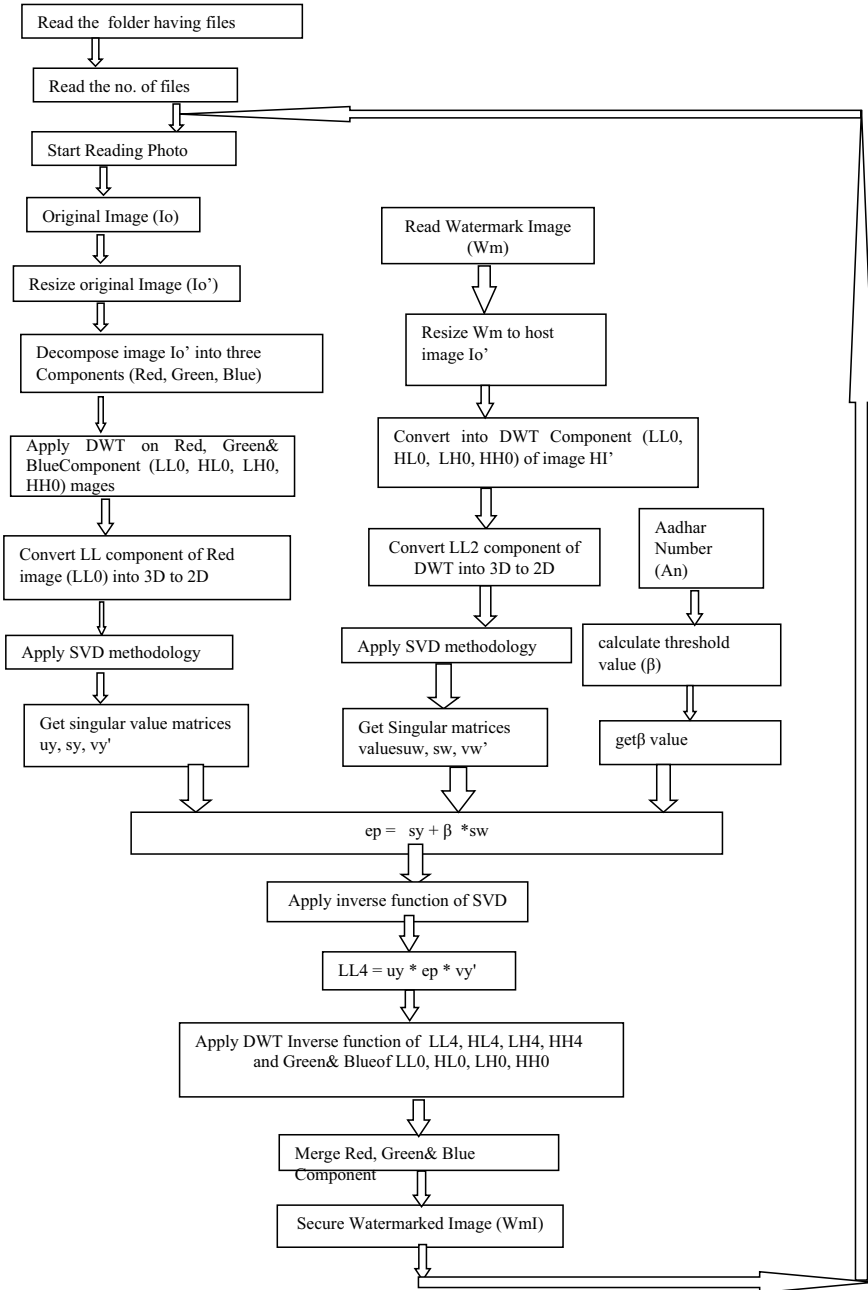 Read the folder having files
Read the no. of files
Start Reading Photo
Original Image (Io)
Resize original Image (Io’)
Decompose image Io’ into three
Components (Red, Green, Blue)
Apply DWT on Red, Green&
BlueComponent (LL0, HL0, LH0,
HH0) mages
Convert LL component of Red
image (LL0) into 3D to 2D
Apply SVD methodology
Get singular value matrices
uy, sy, vy'
Read Watermark Image
(Wm)
Resize Wm to host
image Io’
Convert into DWT Component (LL0,
HL0, LH0, HH0) of image HI’
Convert LL2 component of
DWT into 3D to 2D
Apply SVD methodology
Get Singular matrices
valuesuw, sw, vw’
Aadhar
Number
(An)
calculate threshold
value (β)
getβ value
ep = sy + β *sw
Apply inverse function of SVD
LL4 = uy * ep * vy'
Apply DWT Inverse function of LL4, HL4, LH4, HH4
and Green& Blueof LL0, HL0, LH0, HH0
Merge Red, Green& Blue
Component
Secure Watermarked Image (WmI)